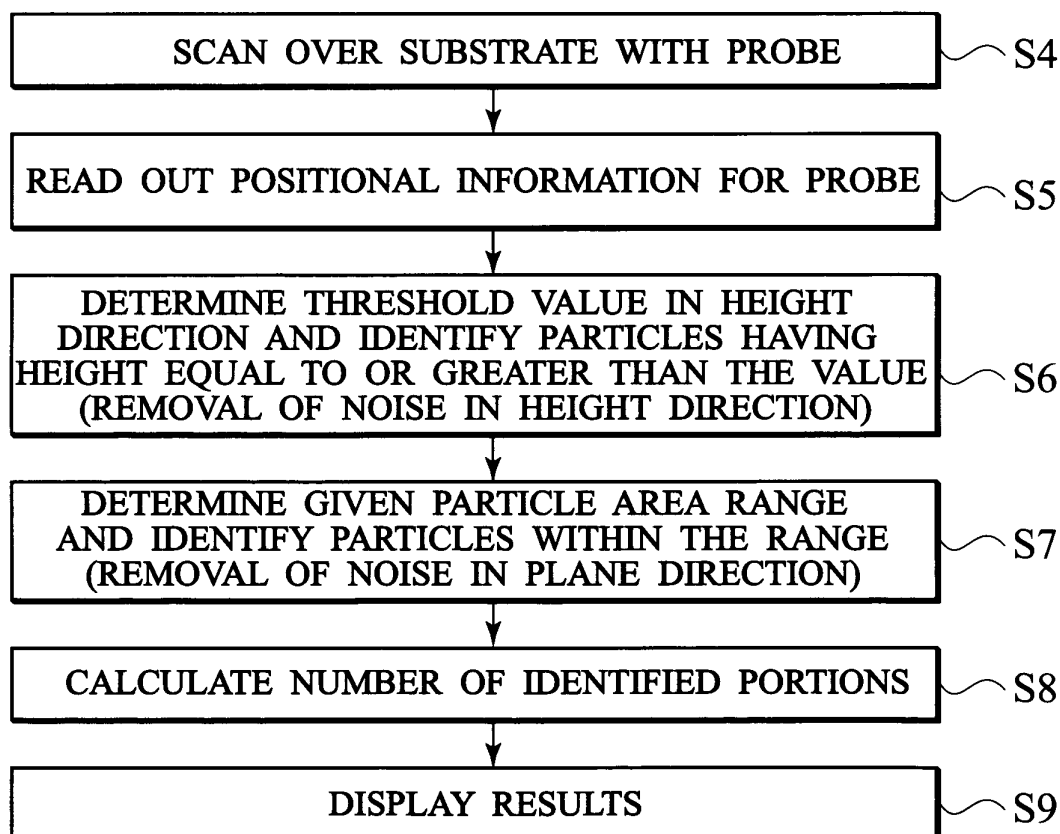 SCAN OVER SUBSTRATE WITH PROBE
S4
READ OUT POSITIONAL INFORMATION FOR PROBE
S5
DETERMINE THRESHOLD VALUE IN HEIGHT
DIRECTION AND IDENTIFY PARTICLES HAVING
HEIGHT EQUAL TO OR GREATER THAN THE VALUE
(REMOVAL OF NOISE IN HEIGHT DIRECTION)
S6
DETERMINE GIVEN PARTICLE AREA RANGE
AND IDENTIFY PARTICLES WITHIN THE RANGE
(REMOVAL OF NOISE IN PLANE DIRECTION)
S7
CALCULATE NUMBER OF IDENTIFIED PORTIONS
S8
DISPLAY RESULTS
S9